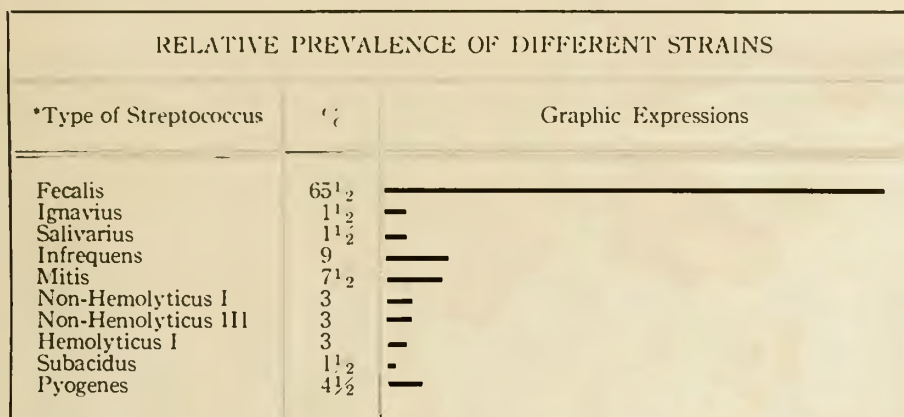 RELATIVE PREVALENCE OF DIFFERENT STRAINS
*Type of Streptococcus % Graphic Expressions
Fecalis 65½
Ignavius 1½
Salivarius 1½
Infrequens 9
Mitis 7½
Non-Hemolyticus I 3
Non-Hemolyticus III 3
Hemolyticus I 3
Subacidus 1½
Pyogenes 4½